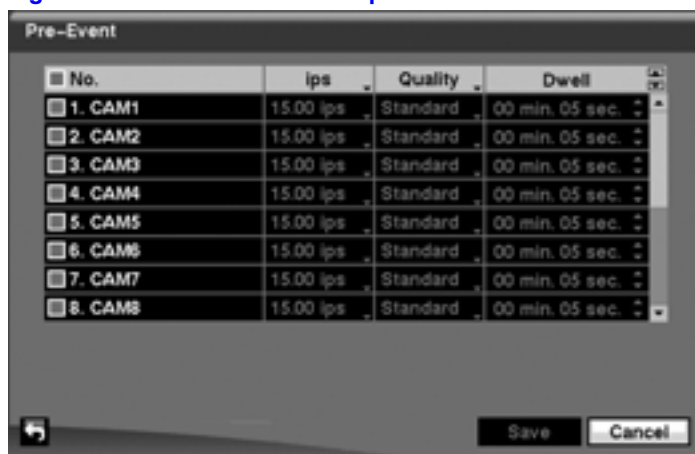 Pre-Event
No. ips Quality Dwell
1. CAM1 15.00 ips Standard 00 min. 05 sec.
2. CAM2 15.00 ips Standard 00 min. 05 sec.
3. CAM3 15.00 ips Standard 00 min. 05 sec.
4. CAM4 15.00 ips Standard 00 min. 05 sec.
5. CAM5 15.00 ips Standard 00 min. 05 sec.
6. CAM6 15.00 ips Standard 00 min. 05 sec.
7. CAM7 15.00 ips Standard 00 min. 05 sec.
8. CAM8 15.00 ips Standard 00 min. 05 sec.
Save Cancel